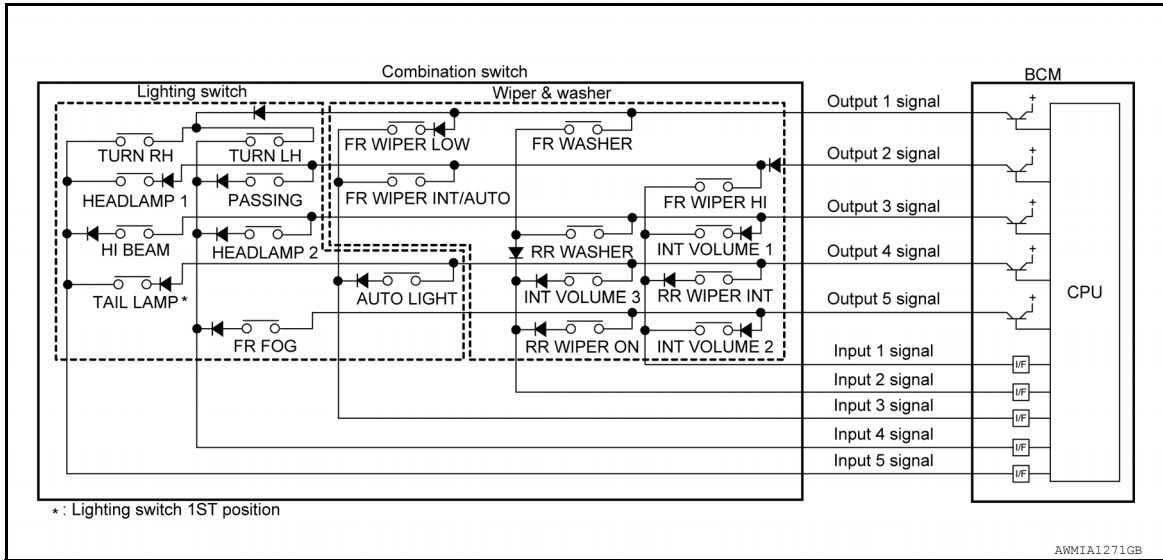 Combination switch
BCM
Lighting switch
Wiper & washer
Output 1 signal
+
TURN RH
TURN LH
FR WIPER LOW
FR WASHER
Output 2 signal
+
HEADLAMP 1
PASSING
FR WIPER INT/AUTO
FR WIPER HI
Output 3 signal
+
HI BEAM
HEADLAMP 2
RR WASHER
INT VOLUME 1
Output 4 signal
+
TAIL LAMP*
AUTO LIGHT
INT VOLUME 3
RR WIPER INT
CPU
Output 5 signal
+
FR FOG
RR WIPER ON
INT VOLUME 2
Input 1 signal
I/F
Input 2 signal
I/F
Input 3 signal
I/F
Input 4 signal
I/F
Input 5 signal
I/F
* : Lighting switch 1ST position
AWMIA1271GB